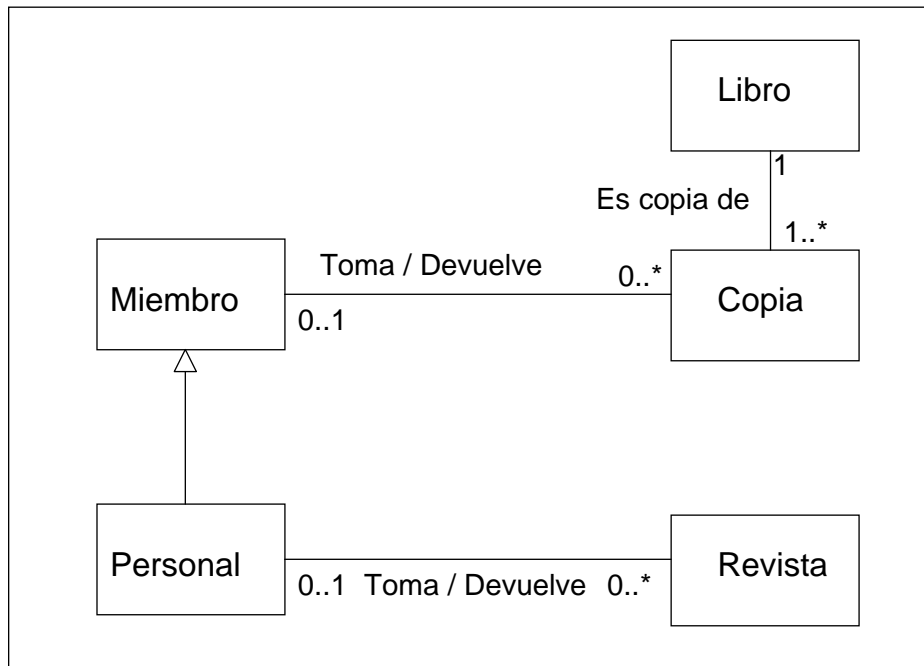 Libro
1
Es copia de
1..*
Toma / Devuelve
0..*
Miembro
Copia
0..1
Personal
Revista
0..1 Toma / Devuelve 0..*